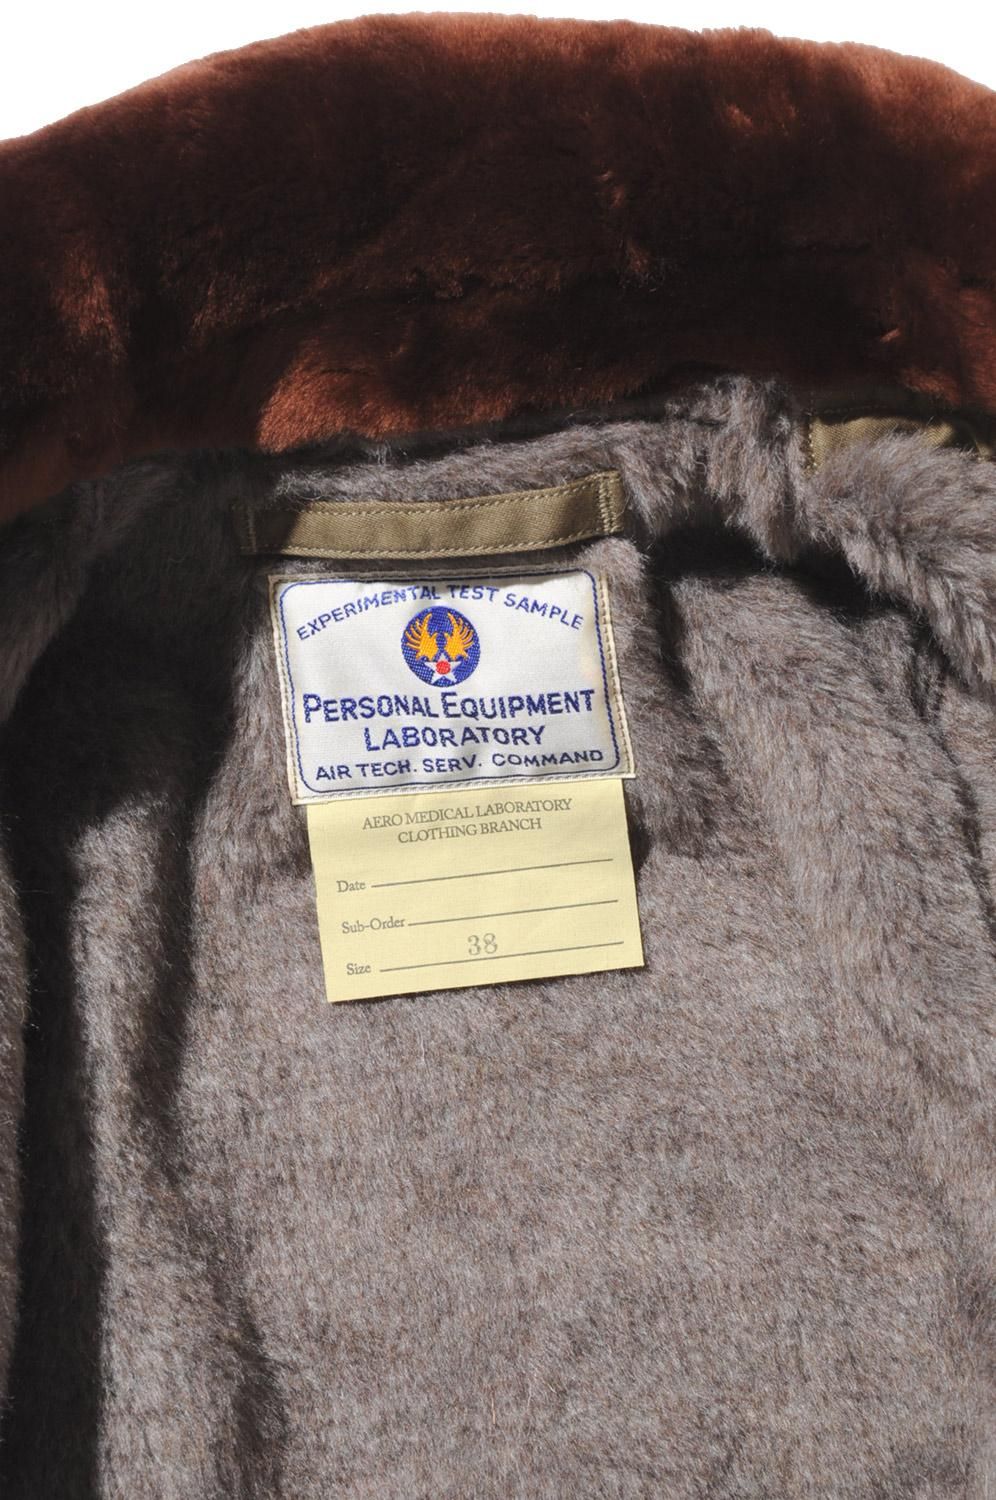 EXPERIMENTAL TEST SAMPLE
PERSONAL EQUIPMENT
LABORATORY
AIR TECH. SERV. COMMAND
AERO MEDICAL LABORATORY
CLOTHING BRANCH
Date
Sub-Order
Size 38